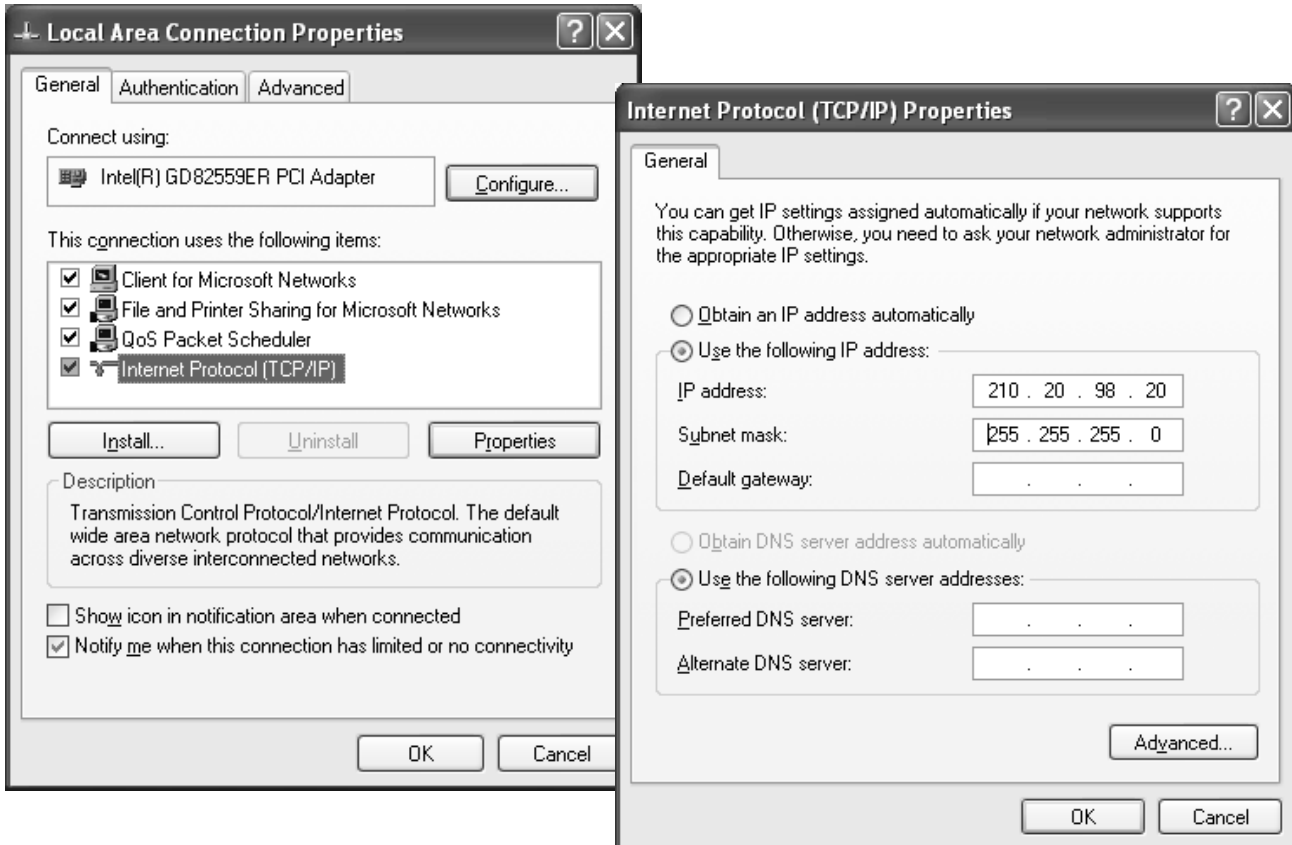 Local Area Connection Properties
General Authentication Advanced
Connect using:
Intel(R) GD82559ER PCI Adapter
Configure...
This connection uses the following items:
Client for Microsoft Networks
File and Printer Sharing for Microsoft Networks
QoS Packet Scheduler
Internet Protocol (TCP/IP)
Install... Uninstall Properties
Description
Transmission Control Protocol/Internet Protocol. The default
wide area network protocol that provides communication
across diverse interconnected networks.
Show icon in notification area when connected
Notify me when this connection has limited or no connectivity
OK Cancel
Internet Protocol (TCP/IP) Properties
General
You can get IP settings assigned automatically if your network supports
this capability. Otherwise, you need to ask your network administrator for
the appropriate IP settings.
Obtain an IP address automatically
Use the following IP address:
IP address: 210 . 20 . 98 . 20
Subnet mask: 255 . 255 . 255 . 0
Default gateway: . . .
Obtain DNS server address automatically
Use the following DNS server addresses:
Preferred DNS server: . . .
Alternate DNS server: . . .
Advanced...
OK Cancel